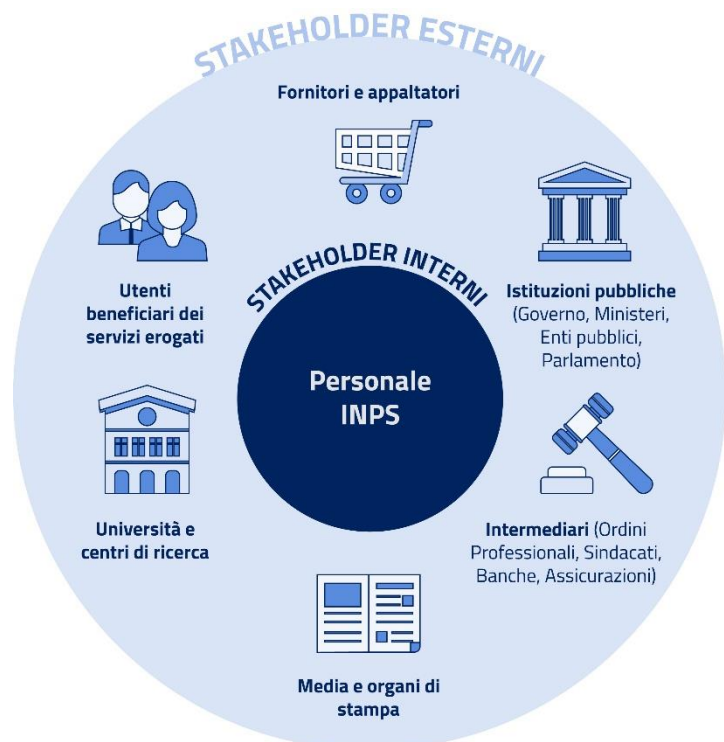 STAKEHOLDER ESTERNI
Fornitori e appaltatori
Utenti
beneficiari dei
servizi erogati
STAKEHOLDER INTERNI
Istituzioni pubbliche
(Governo, Ministeri,
Enti pubblici,
Parlamento)
Personale
INPS
Università e
centri di ricerca
Intermediari (Ordini
Professionali, Sindacati,
Banche, Assicurazioni)
Media e organi di
stampa